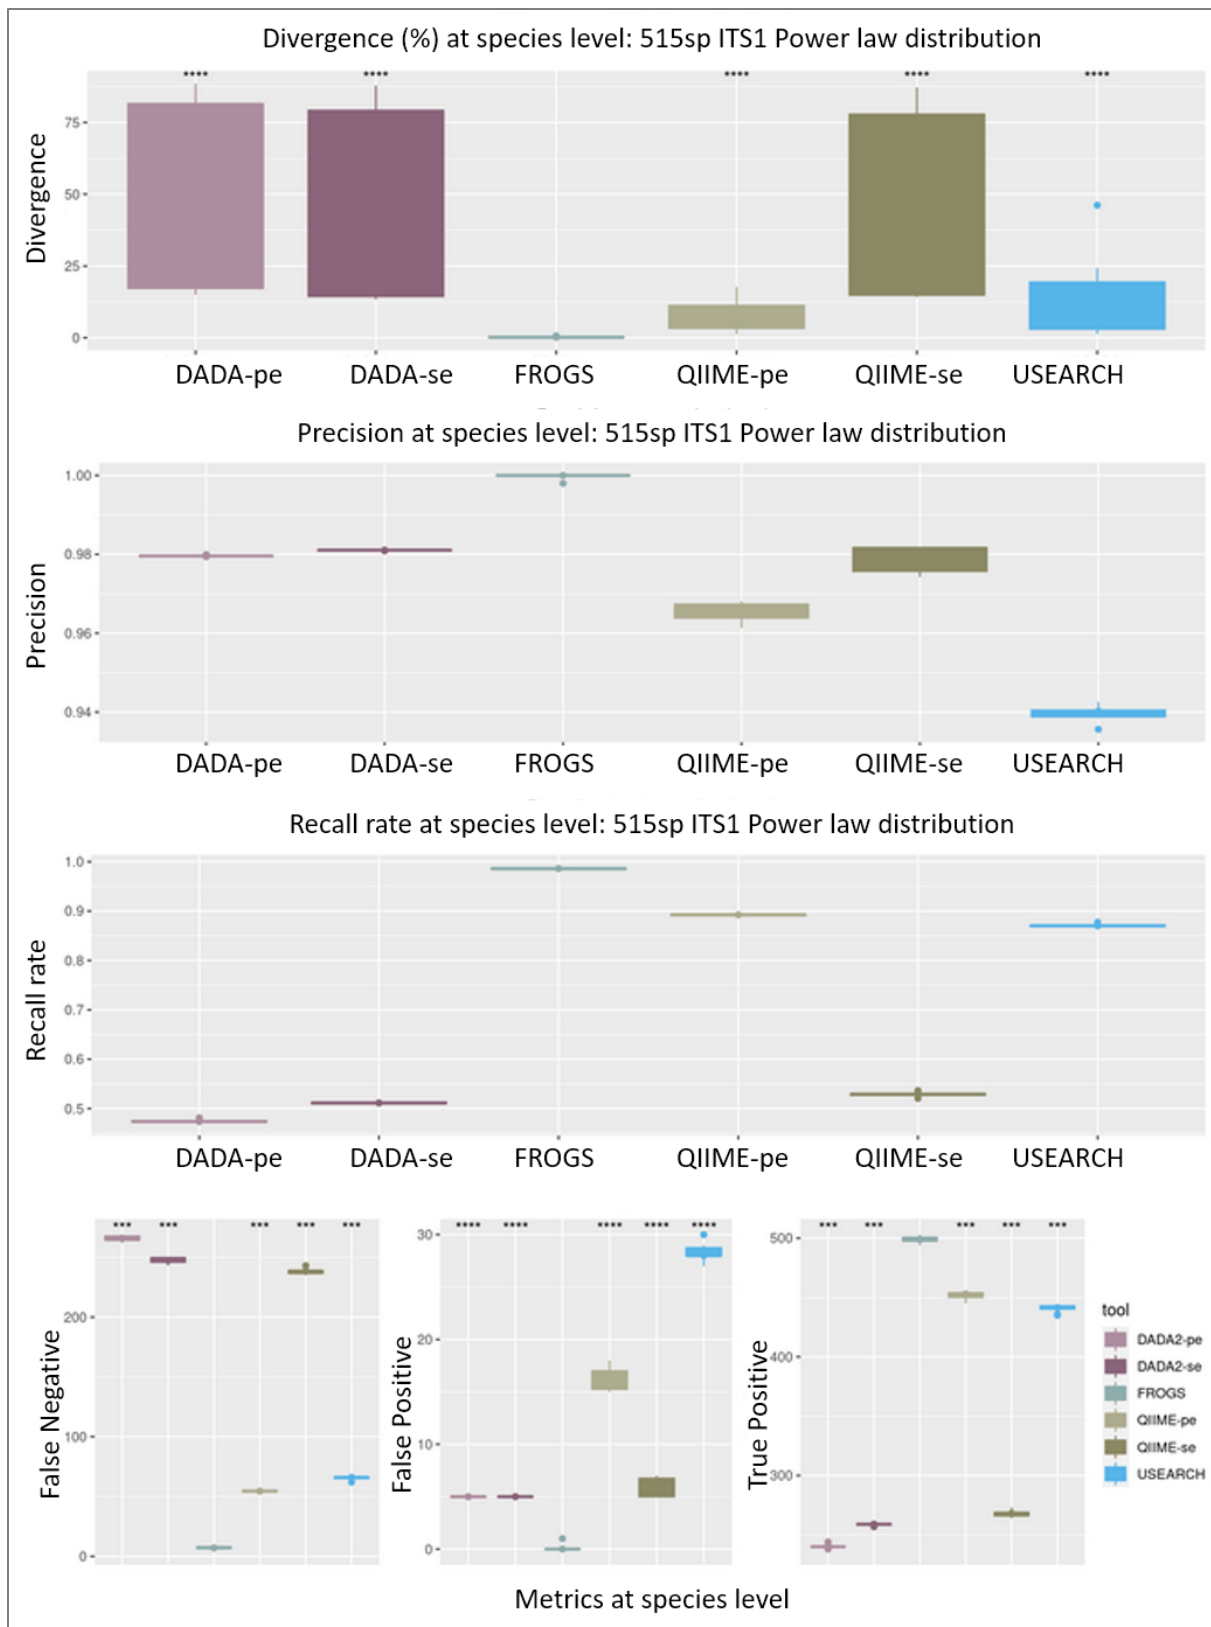 Divergence (%) at species level: 515sp ITS1 Power law distribution
**** **** **** **** ****
Divergence
75
50
25
0
DADA-pe DADA-se FROGS QIIME-pe QIIME-se USEARCH
Precision at species level: 515sp ITS1 Power law distribution
Precision
1.00
0.98
0.96
0.94
DADA-pe DADA-se FROGS QIIME-pe QIIME-se USEARCH
Recall rate at species level: 515sp ITS1 Power law distribution
Recall rate
1.0
0.9
0.8
0.7
0.6
0.5
DADA-pe DADA-se FROGS QIIME-pe QIIME-se USEARCH
*** *** *** *** ***
False Negative
200
100
0
**** **** **** **** ****
False Positive
30
20
10
0
*** *** *** *** ***
True Positive
500
400
300
tool
DADA2-pe
DADA2-se
FROGS
QIIME-pe
QIIME-se
USEARCH
Metrics at species level